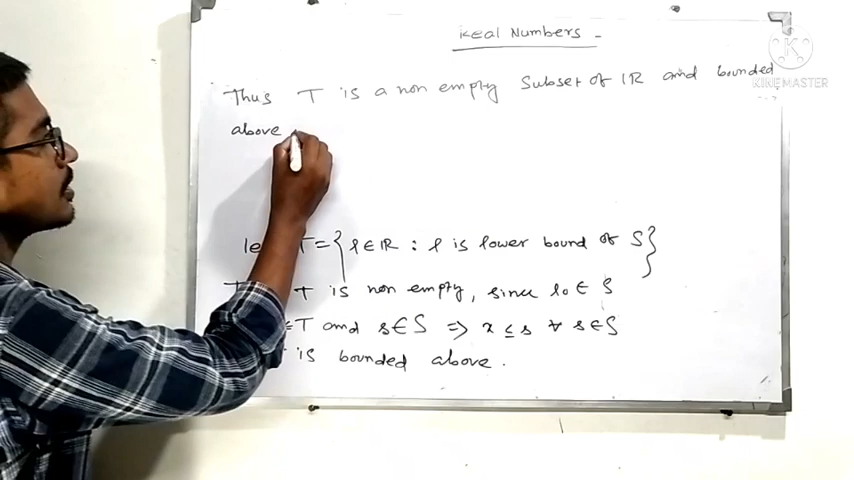 Real Numbers -
KINEMASTER
Thus T is a non empty Subset of IR and bounded
above
let T = { l ∈ IR : l is lower bound of S }
T is non empty, since l0 ∈ S
∈ T and s ∈ S => x ≤ s ∀ s ∈ S
is bounded above.